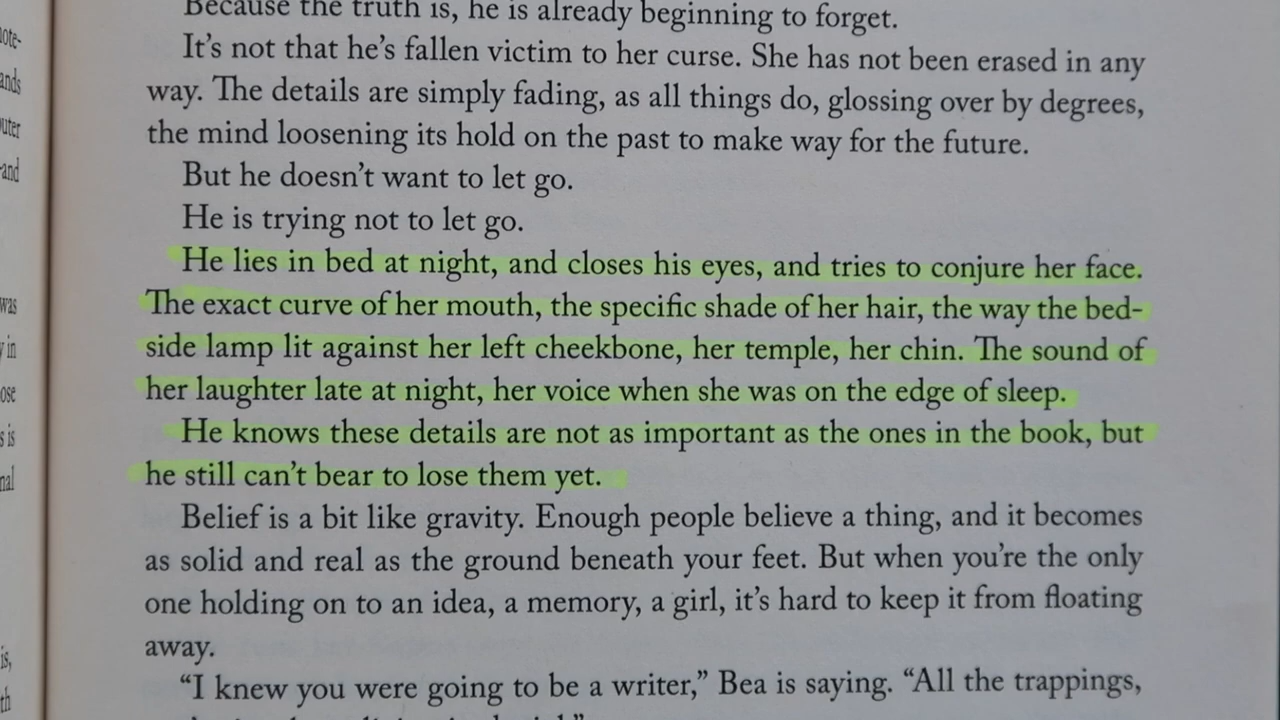 Because the truth is, he is already beginning to forget.
It's not that he's fallen victim to her curse. She has not been erased in any
way. The details are simply fading, as all things do, glossing over by degrees,
the mind loosening its hold on the past to make way for the future.
But he doesn't want to let go.
He is trying not to let go.
He lies in bed at night, and closes his eyes, and tries to conjure her face.
The exact curve of her mouth, the specific shade of her hair, the way the bed-
side lamp lit against her left cheekbone, her temple, her chin. The sound of
her laughter late at night, her voice when she was on the edge of sleep.
He knows these details are not as important as the ones in the book, but
he still can't bear to lose them yet.
Belief is a bit like gravity. Enough people believe a thing, and it becomes
as solid and real as the ground beneath your feet. But when you're the only
one holding on to an idea, a memory, a girl, it's hard to keep it from floating
away.
“I knew you were going to be a writer,” Bea is saying. “All the trappings,